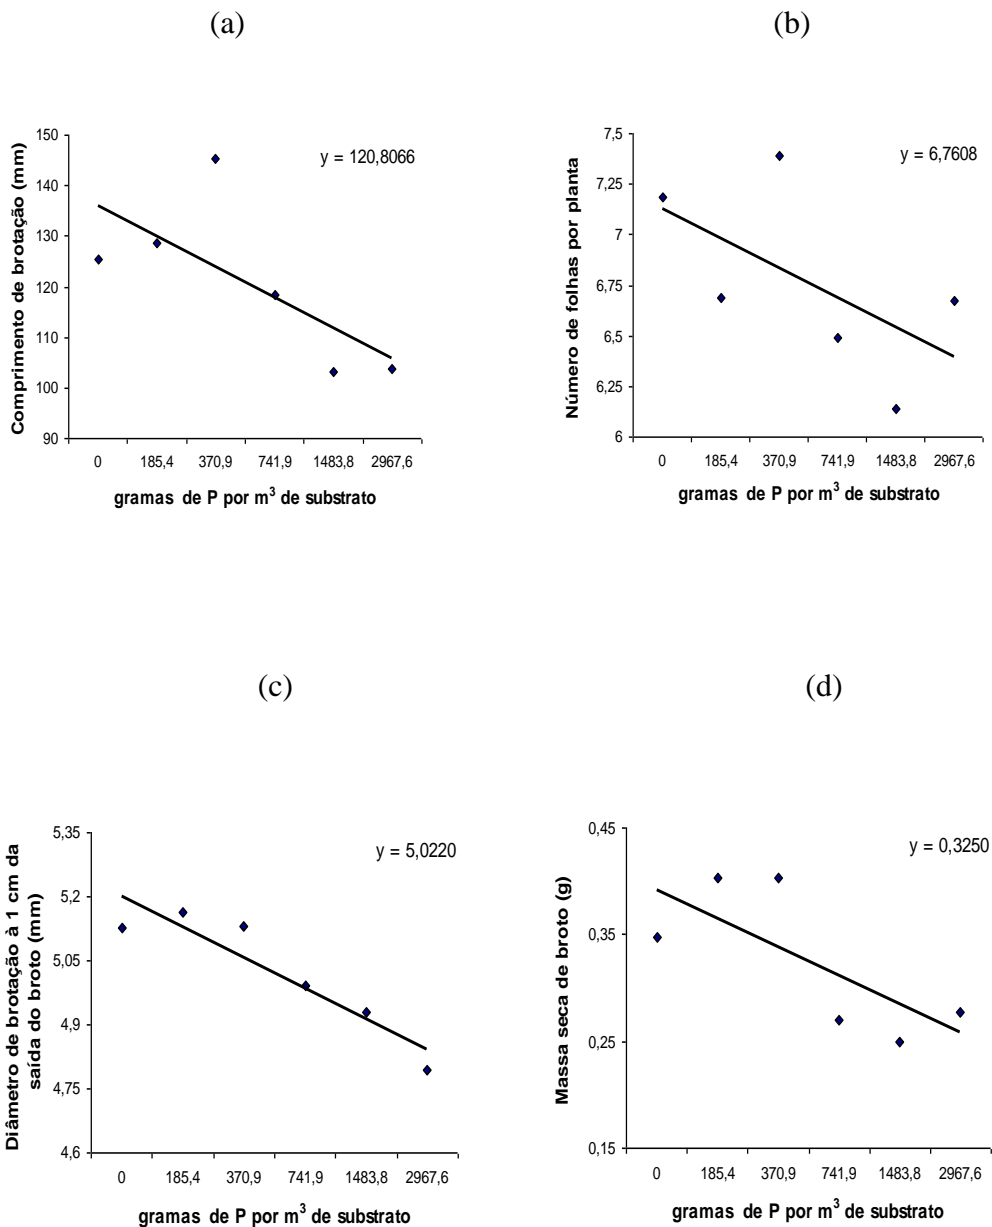 (a)
(b)
Comprimento de brotação (mm)
150
140
130
120
110
100
90
y = 120,8066
0 185,4 370,9 741,9 1483,8 2967,6
gramas de P por m³ de substrato
Número de folhas por planta
7,5
7,25
7
6,75
6,5
6,25
6
y = 6,7608
0 185,4 370,9 741,9 1483,8 2967,6
gramas de P por m³ de substrato
(c)
(d)
Diâmetro de brotação à 1 cm da
saída do broto (mm)
5,35
5,2
5,05
4,9
4,75
4,6
y = 5,0220
0 185,4 370,9 741,9 1483,8 2967,6
gramas de P por m³ de substrato
Massa seca de broto (g)
0,45
0,35
0,25
0,15
y = 0,3250
0 185,4 370,9 741,9 1483,8 2967,6
gramas de P por m³ de substrato